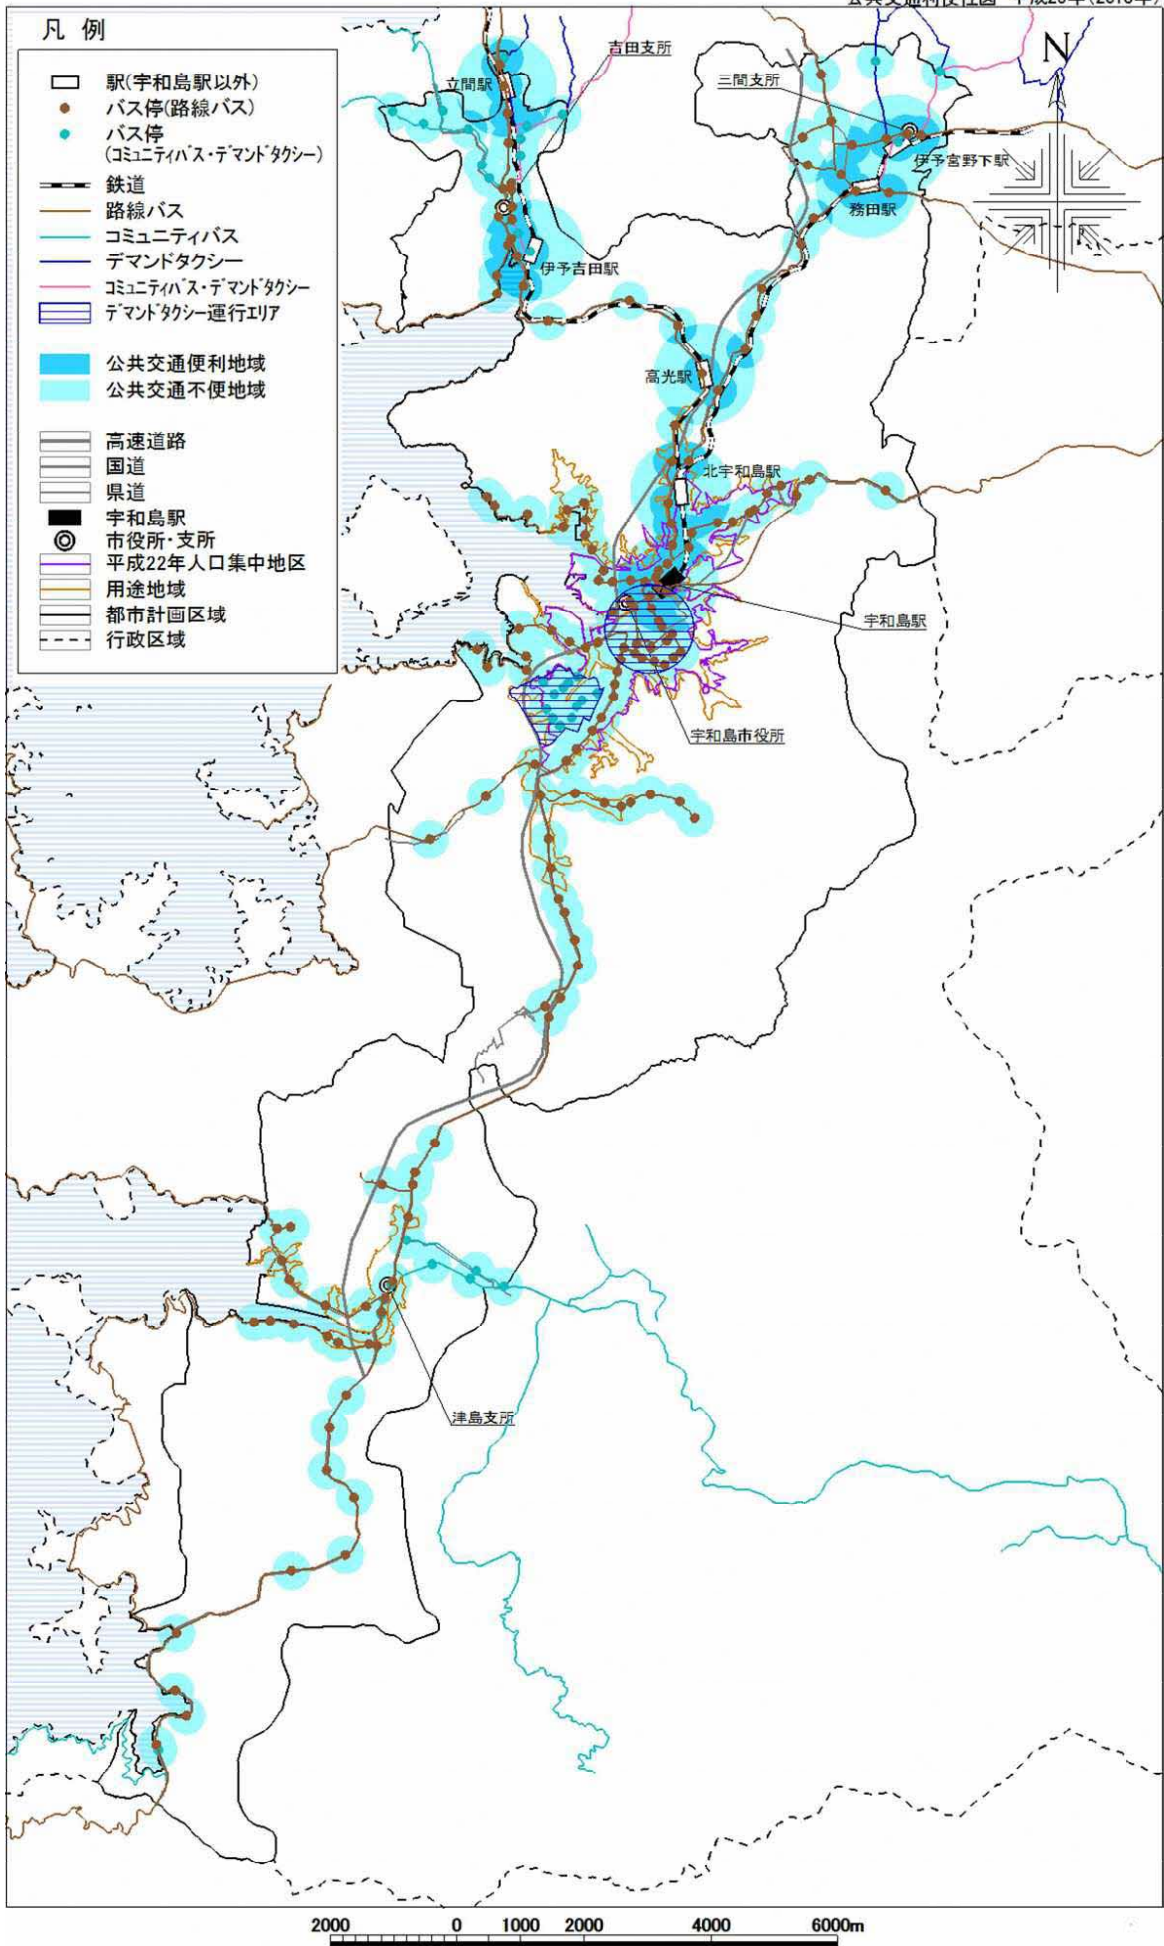 凡 例
駅(宇和島駅以外)
バス停(路線バス)
バス停
(コミュニティバス・デマンドタクシー)
鉄道
路線バス
コミュニティバス
デマンドタクシー
コミュニティバス・デマンドタクシー
デマンドタクシー運行エリア
公共交通便利地域
公共交通不便地域
高速道路
国道
県道
宇和島駅
市役所・支所
平成22年人口集中地区
用途地域
都市計画区域
行政区域
吉田支所
立間駅
三間支所
N
伊予宮野下駅
務田駅
伊予吉田駅
高光駅
北宇和島駅
宇和島駅
宇和島市役所
津島支所
2000 0 1000 2000 4000 6000m